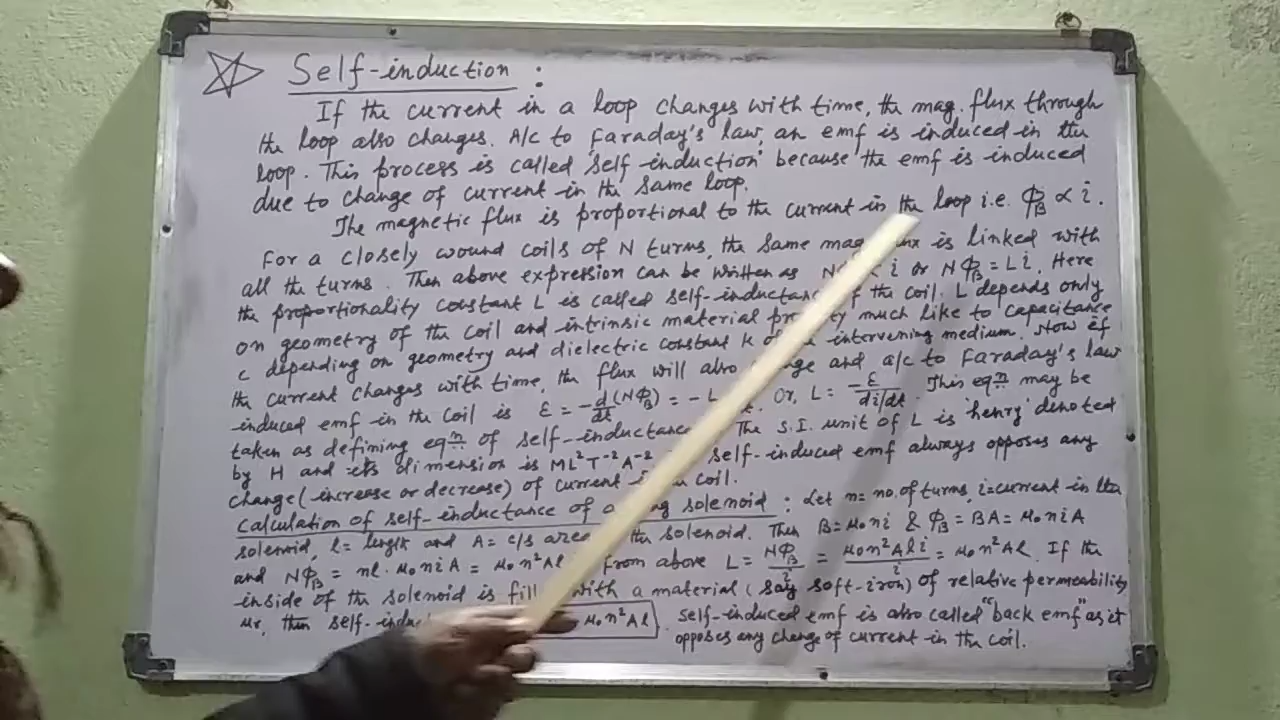 Self-induction :
If the current in a loop changes with time, the mag. flux through
the loop also changes. A/c to Faraday's law, an emf is induced in the
loop. This process is called 'self induction' because the emf is induced
due to change of current in the same loop.
The magnetic flux is proportional to the current in the loop i.e. Φ_B ∝ i.
For a closely wound coils of N turns, the same mag is linked with
all the turns. Then above expression can be written as i or NΦ_B = Li. Here
the proportionality constant L is called self-inductanc the coil. L depends only
on geometry of the coil and intrinsic material much like to capacitance
c depending on geometry and dielectric constant K intervening medium. Now if
the current changes with time, the flux will also and a/c to Faraday's law
induced emf in the coil is ε = -d/dt (NΦ_B) = - L . Or, L = -ε/di/dt This eqn may be
taken as defining eqn of self-inductance The S.I. unit of L is 'henry' denoted
by H and its dimension is ML²T⁻²A⁻² self-induced emf always opposes any
change (increase or decrease) of current coil.
Calculation of self-inductance of a solenoid : Let n = no. of turns, i = current in the
solenoid, l = length and A = c/s area the solenoid. Then B = μ₀ni & Φ_B = BA = μ₀niA
and NΦ_B = nl · μ₀niA = μ₀n²Al From above L = NΦ_B/i = μ₀n²Ali/i = μ₀n²Al. If the
inside of the solenoid is with a material (say soft-iron) of relative permeability
μr, then self- μ₀n²Al . Self-induced emf is also called "back emf" as it
opposes any change of current in the coil.